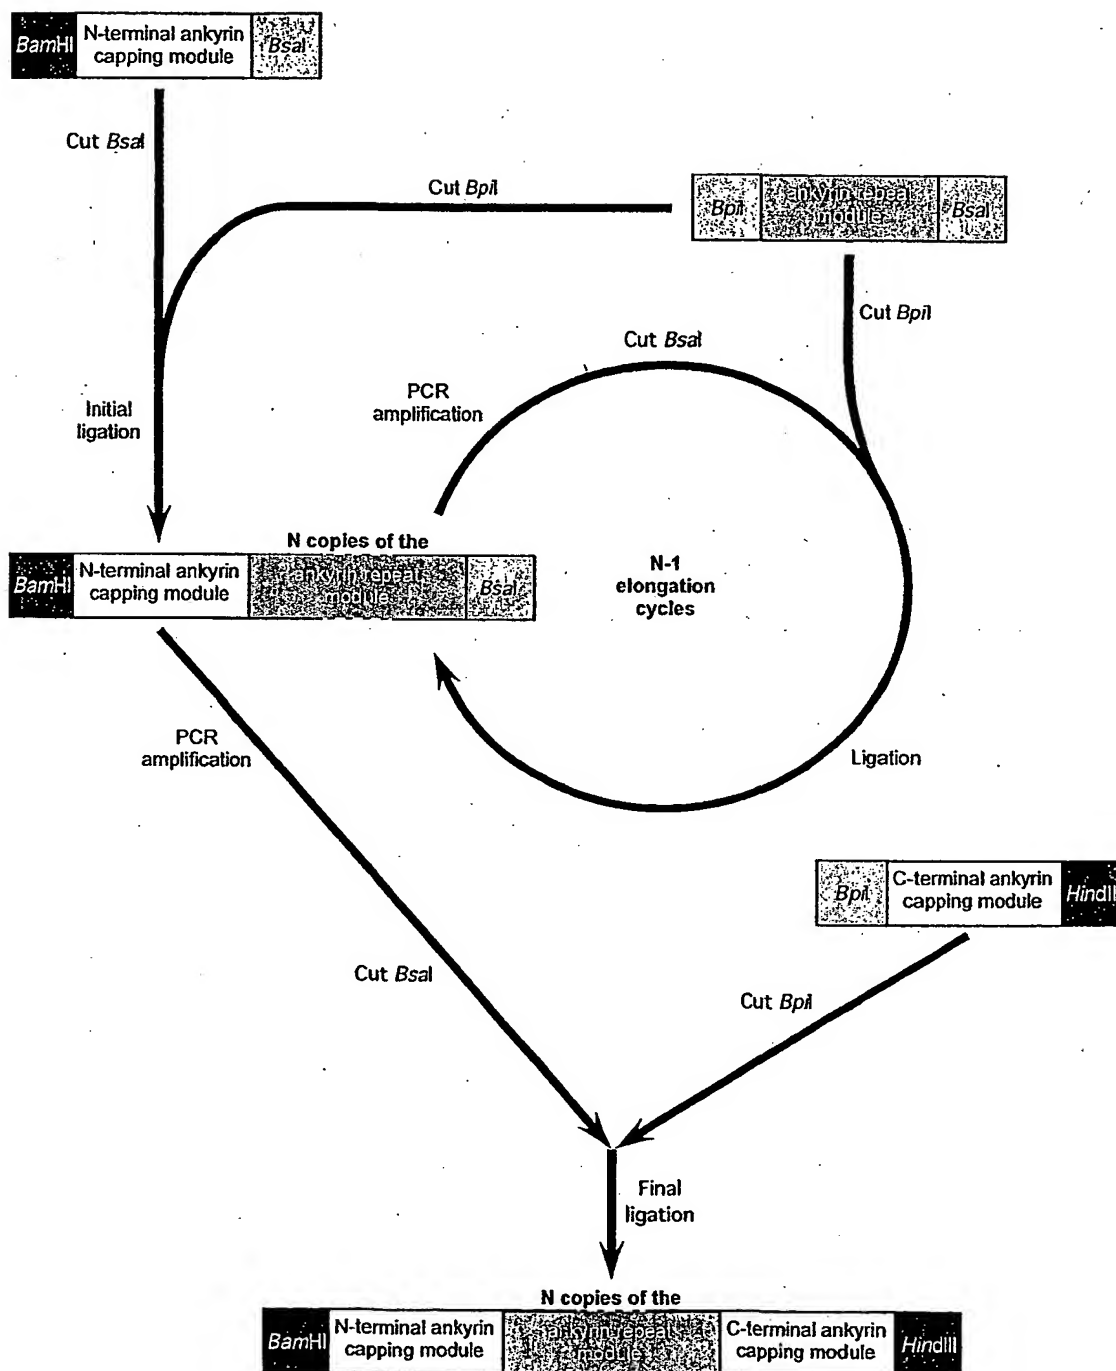 BamHI
N-terminal ankyrin
capping module
BsaI
Cut BsaI
Cut BpiI
BpiI
ankyrin repeat
module
BsaI
Cut BpiI
Cut BsaI
PCR
amplification
Initial
ligation
N copies of the
BamHI
N-terminal ankyrin
capping module
ankyrin repeat
module
BsaI
N-1
elongation
cycles
PCR
amplification
Ligation
BpiI
C-terminal ankyrin
capping module
HindIII
Cut BsaI
Cut BpiI
Final
ligation
N copies of the
BamHI
N-terminal ankyrin
capping module
ankyrin repeat
module
C-terminal ankyrin
capping module
HindIII